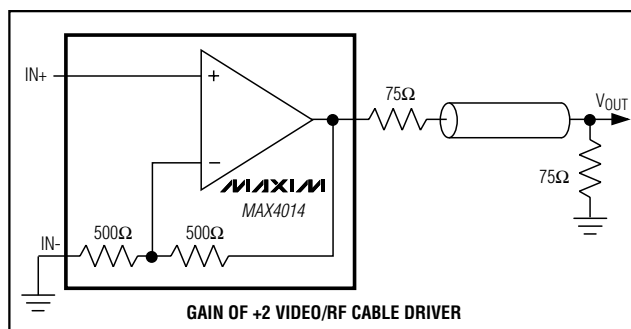 IN+
+
75Ω
VOUT
−
MAXIM
MAX4014
75Ω
IN-
500Ω
500Ω
GAIN OF +2 VIDEO/RF CABLE DRIVER